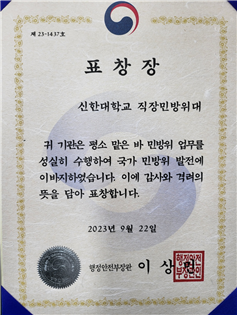 제 23-1437호
표창장
신한대학교 직장민방위대
귀 기관은 평소 맡은 바 민방위 업무를
성실히 수행하여 국가 민방위 발전에
이바지하였습니다. 이에 감사와 격려의
뜻을 담아 표창합니다.
2023년 9월 22일
행정안전부장관 이상민